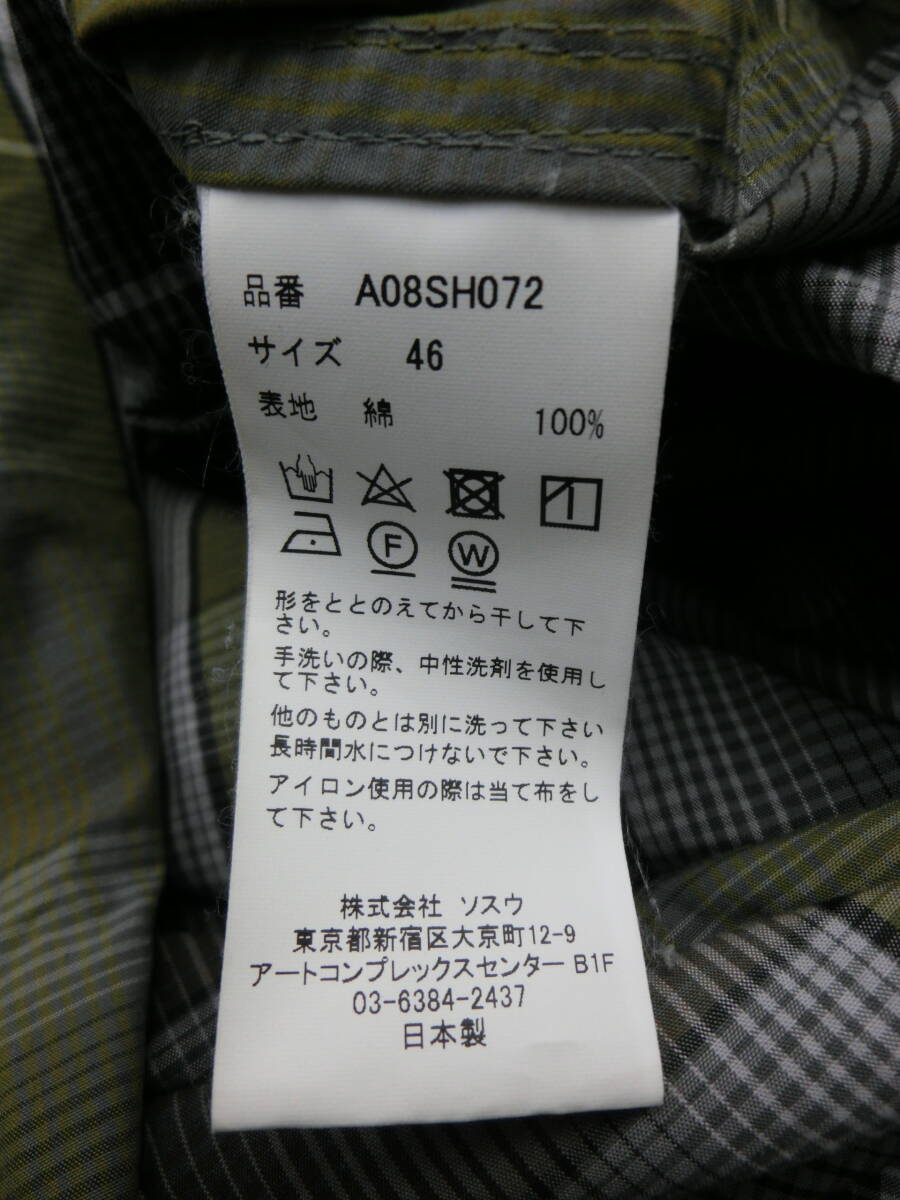 品番 A08SH072
サイズ 46
表地 綿 100%
F W
形をととのえてから干して下
さい。
手洗いの際、中性洗剤を使用し
て下さい。
他のものとは別に洗って下さい
長時間水につけないで下さい。
アイロン使用の際は当て布をし
て下さい。
株式会社 ソスウ
東京都新宿区大京町12-9
アートコンプレックスセンター B1F
03-6384-2437
日本製